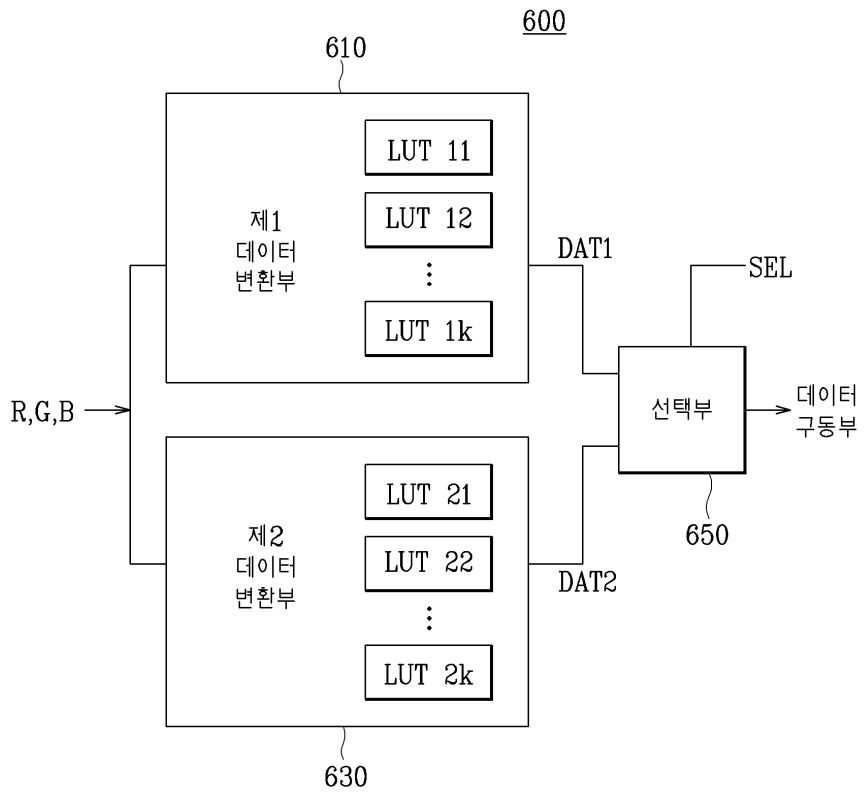 600
610
LUT 11
LUT 12
LUT 1k
제1
데이터
변환부
DAT1
SEL
R,G,B
선택부
데이터
구동부
650
LUT 21
LUT 22
LUT 2k
제2
데이터
변환부
DAT2
630